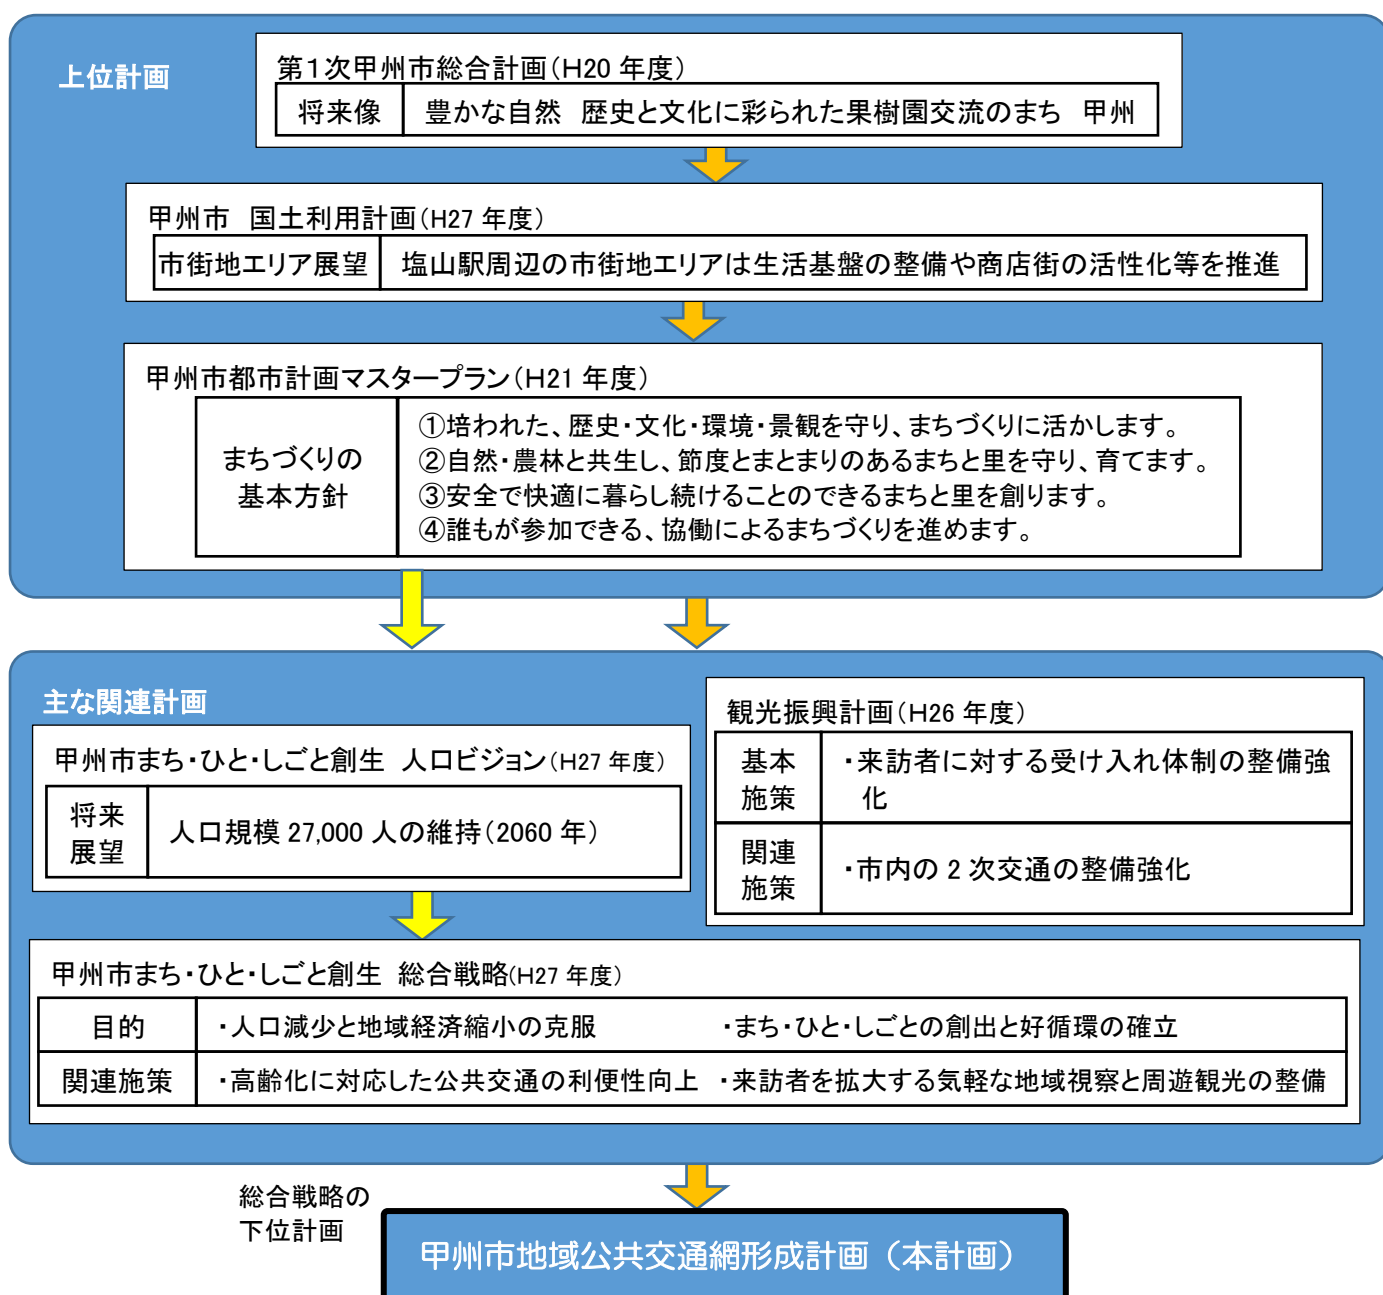 上位計画
第1次甲州市総合計画（H20 年度）
将来像 豊かな自然 歴史と文化に彩られた果樹園交流のまち 甲州
甲州市 国土利用計画（H27 年度）
市街地エリア展望 塩山駅周辺の市街地エリアは生活基盤の整備や商店街の活性化等を推進
甲州市都市計画マスタープラン（H21 年度）
まちづくりの
基本方針
①培われた、歴史・文化・環境・景観を守り、まちづくりに活かします。
②自然・農林と共生し、節度とまとまりのあるまちと里を守り、育てます。
③安全で快適に暮らし続けることのできるまちと里を創ります。
④誰もが参加できる、協働によるまちづくりを進めます。
主な関連計画
甲州市まち・ひと・しごと創生 人口ビジョン（H27 年度）
将来
展望
人口規模 27,000 人の維持（2060 年）
観光振興計画（H26 年度）
基本
施策
・来訪者に対する受け入れ体制の整備強
化
関連
施策
・市内の 2 次交通の整備強化
甲州市まち・ひと・しごと創生 総合戦略（H27 年度）
目的 ・人口減少と地域経済縮小の克服 ・まち・ひと・しごとの創出と好循環の確立
関連施策 ・高齢化に対応した公共交通の利便性向上 ・来訪者を拡大する気軽な地域視察と周遊観光の整備
総合戦略の
下位計画
甲州市地域公共交通網形成計画（本計画）